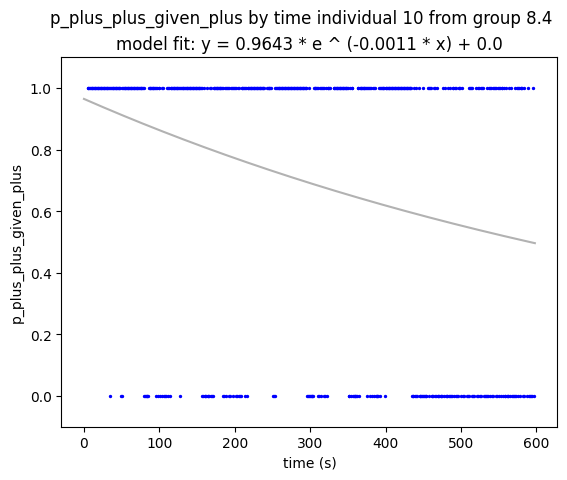 p_plus_plus_given_plus by time individual 10 from group 8.4
model fit: y = 0.9643 * e ^ (-0.0011 * x) + 0.0
p_plus_plus_given_plus
1.0
0.8
0.6
0.4
0.2
0.0
0 100 200 300 400 500 600
time (s)